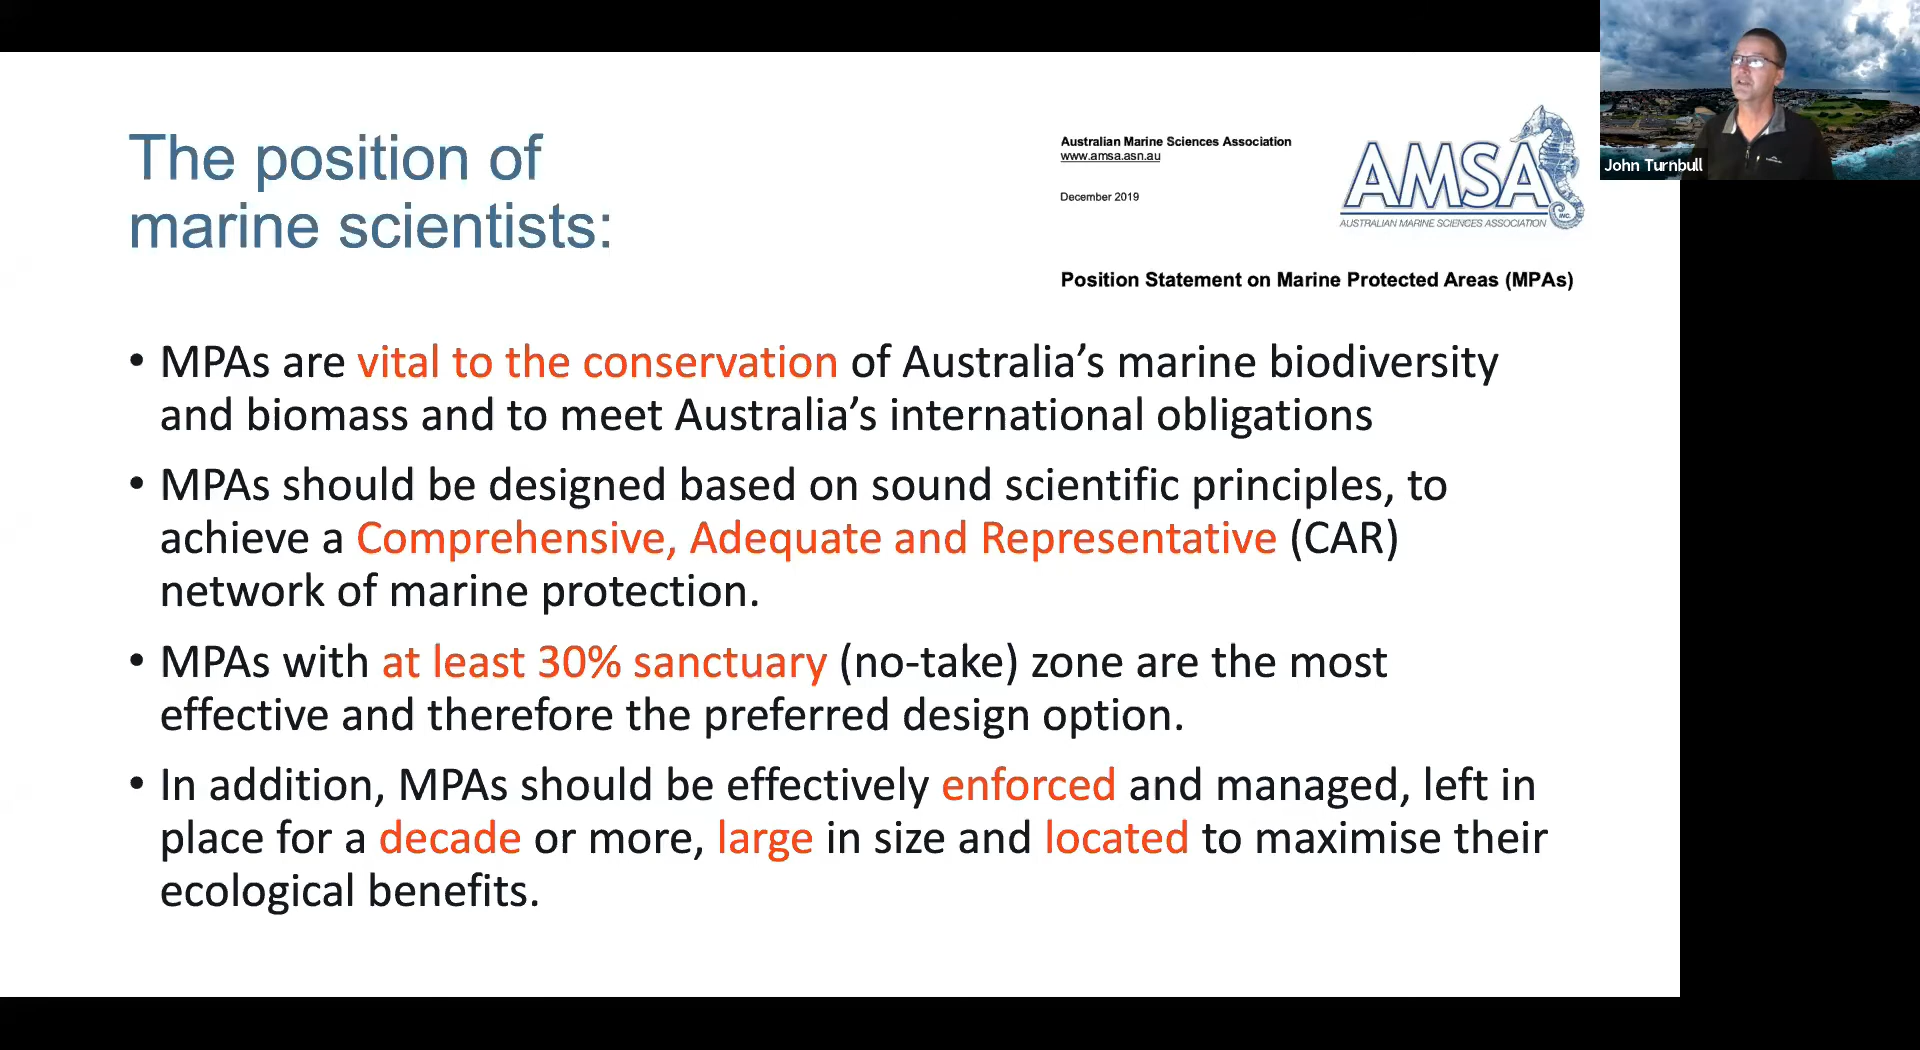 The position of
marine scientists:
Australian Marine Sciences Association
www.amsa.asn.au
December 2019
AMSA
INC.
AUSTRALIAN MARINE SCIENCES ASSOCIATION
Position Statement on Marine Protected Areas (MPAs)
John Turnbull
• MPAs are vital to the conservation of Australia’s marine biodiversity
and biomass and to meet Australia’s international obligations
• MPAs should be designed based on sound scientific principles, to
achieve a Comprehensive, Adequate and Representative (CAR)
network of marine protection.
• MPAs with at least 30% sanctuary (no-take) zone are the most
effective and therefore the preferred design option.
• In addition, MPAs should be effectively enforced and managed, left in
place for a decade or more, large in size and located to maximise their
ecological benefits.